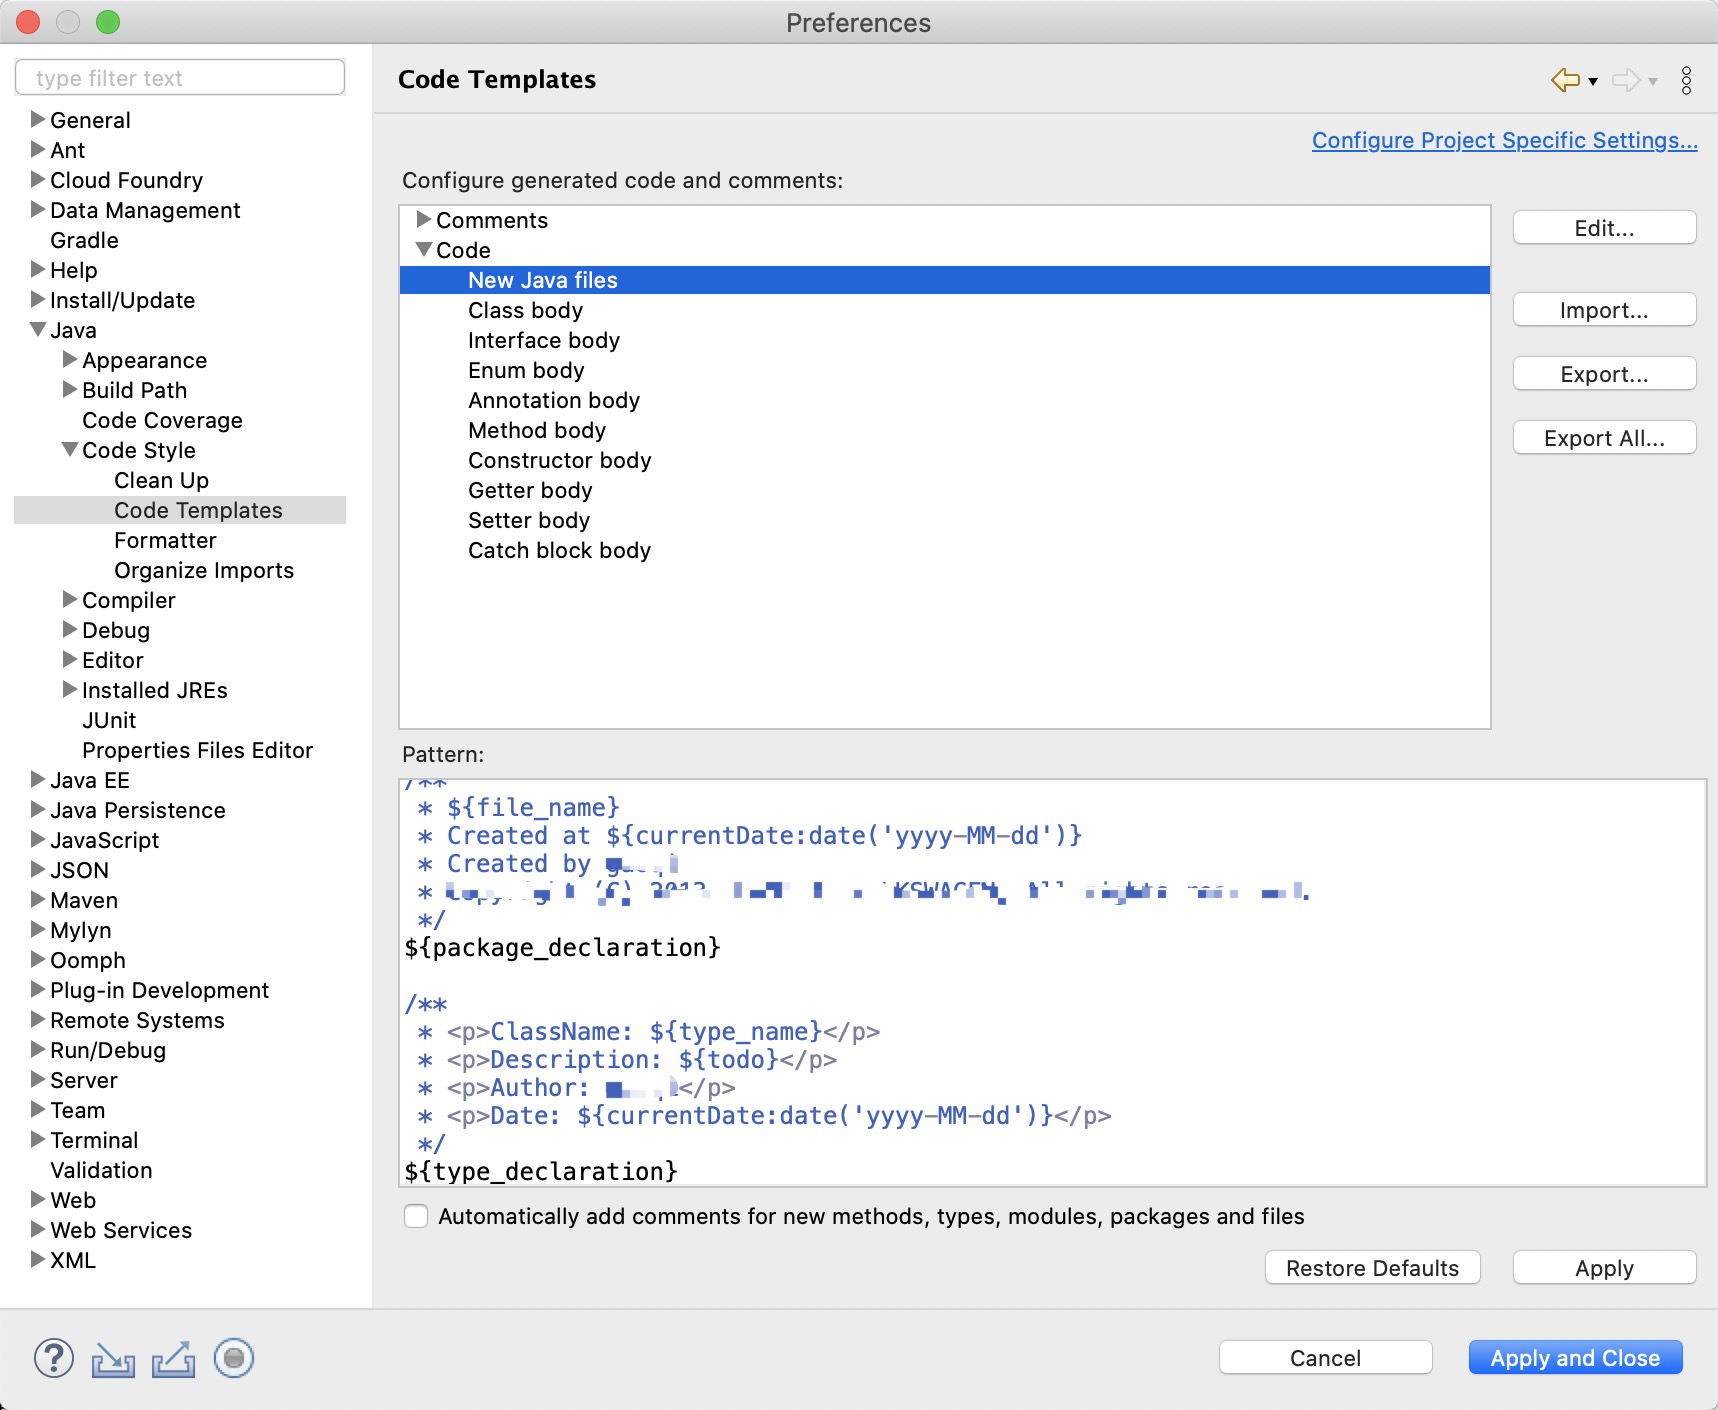 Preferences
type filter text
General
Ant
Cloud Foundry
Data Management
Gradle
Help
Install/Update
Java
Appearance
Build Path
Code Coverage
Code Style
Clean Up
Code Templates
Formatter
Organize Imports
Compiler
Debug
Editor
Installed JREs
JUnit
Properties Files Editor
Java EE
Java Persistence
JavaScript
JSON
Maven
Mylyn
Oomph
Plug-in Development
Remote Systems
Run/Debug
Server
Team
Terminal
Validation
Web
Web Services
XML
Code Templates
Configure Project Specific Settings...
Configure generated code and comments:
Comments
Code
New Java files
Class body
Interface body
Enum body
Annotation body
Method body
Constructor body
Getter body
Setter body
Catch block body
Edit...
Import...
Export...
Export All...
Pattern:
/**
* ${file_name}
* Created at ${currentDate:date('yyyy-MM-dd')}
* Created by
* (C) All rights
*/
${package_declaration}
/**
* <p>ClassName: ${type_name}</p>
* <p>Description: ${todo}</p>
* <p>Author: </p>
* <p>Date: ${currentDate:date('yyyy-MM-dd')}</p>
*/
${type_declaration}
Automatically add comments for new methods, types, modules, packages and files
Restore Defaults
Apply
?
Cancel
Apply and Close